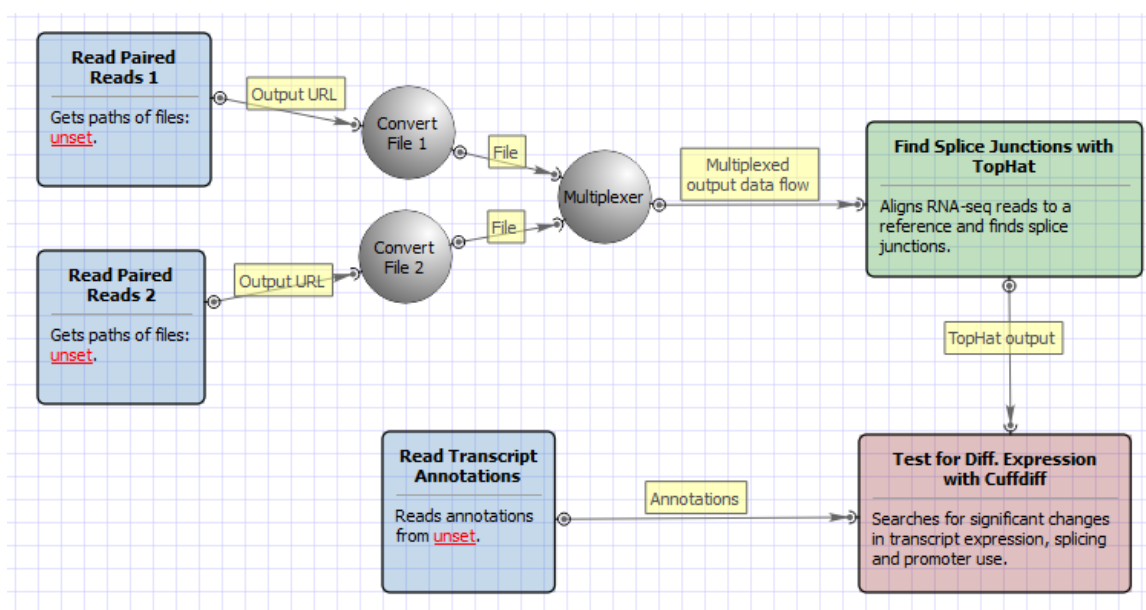 Read Paired
Reads 1
Gets paths of files:
unset.
Output URL
Convert
File 1
File
Read Paired
Reads 2
Gets paths of files:
unset.
Output URL
Convert
File 2
File
Multiplexer
Multiplexed
output data flow
Find Splice Junctions with
TopHat
Aligns RNA-seq reads to a
reference and finds splice
junctions.
TopHat output
Read Transcript
Annotations
Reads annotations
from unset.
Annotations
Test for Diff. Expression
with Cuffdiff
Searches for significant changes
in transcript expression, splicing
and promoter use.